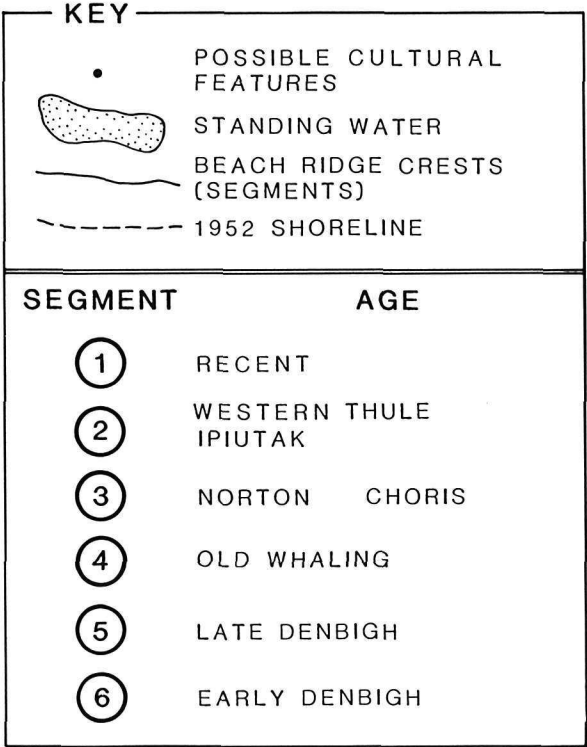 KEY
POSSIBLE CULTURAL
FEATURES
STANDING WATER
BEACH RIDGE CRESTS
(SEGMENTS)
1952 SHORELINE
SEGMENT AGE
1 RECENT
2 WESTERN THULE
IPIUTAK
3 NORTON CHORIS
4 OLD WHALING
5 LATE DENBIGH
6 EARLY DENBIGH